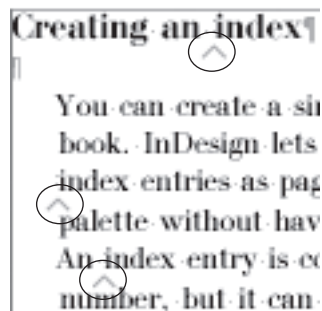 Creating an index¶
¶
You can create a sin
book. InDesign lets
index entries as pag
palette without hav
An index entry is co
number, but it can